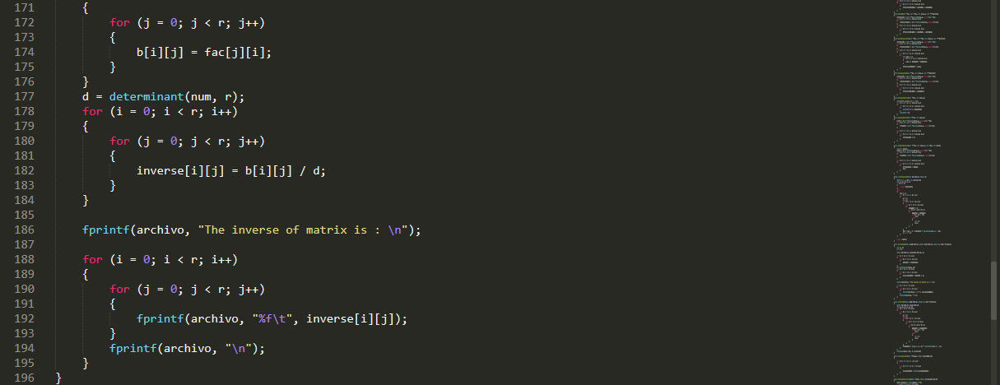 171 {
172 for (j = 0; j < r; j++)
173 {
174 b[i][j] = fac[j][i];
175 }
176 }
177 d = determinant(num, r);
178 for (i = 0; i < r; i++)
179 {
180 for (j = 0; j < r; j++)
181 {
182 inverse[i][j] = b[i][j] / d;
183 }
184 }
185
186 fprintf(archivo, "The inverse of matrix is : \n");
187
188 for (i = 0; i < r; i++)
189 {
190 for (j = 0; j < r; j++)
191 {
192 fprintf(archivo, "%f\t", inverse[i][j]);
193 }
194 fprintf(archivo, "\n");
195 }
196 }